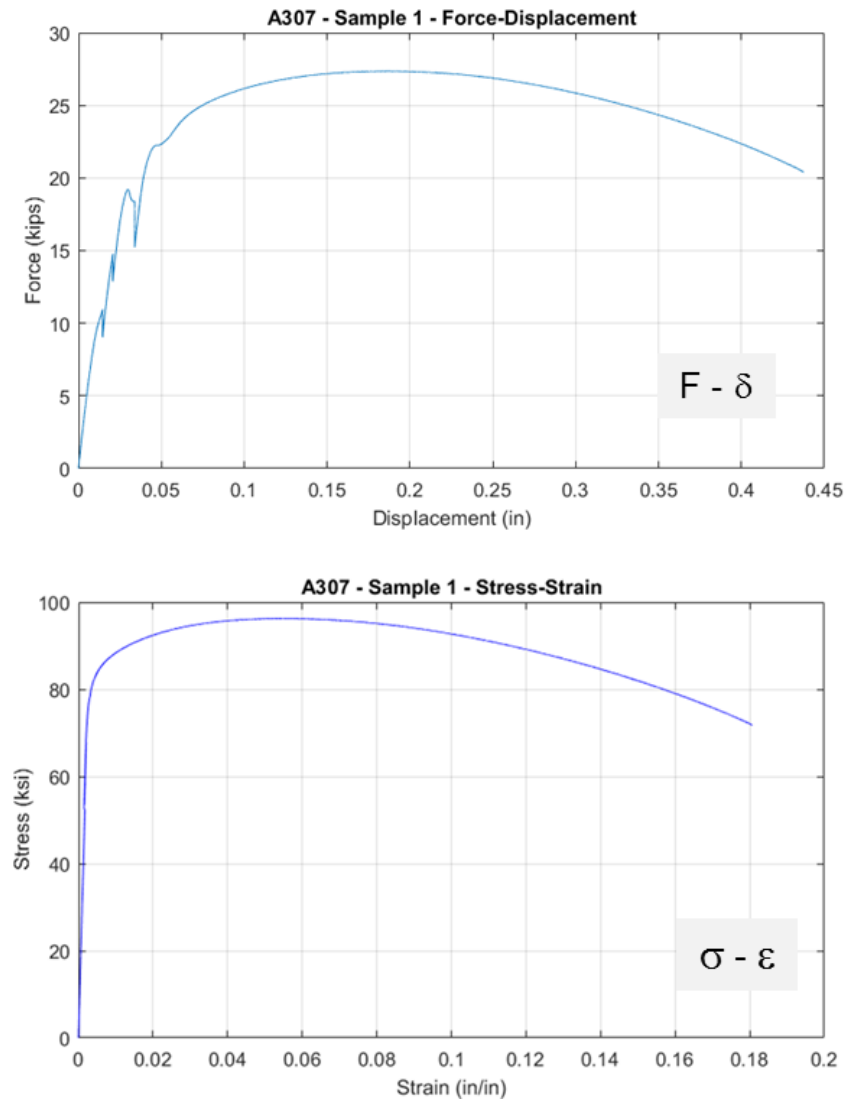 A307 - Sample 1 - Force-Displacement
30
25
20
15
10
5
0
Force (kips)
F - δ
0 0.05 0.1 0.15 0.2 0.25 0.3 0.35 0.4 0.45
Displacement (in)
A307 - Sample 1 - Stress-Strain
100
80
60
40
20
0
Stress (ksi)
σ - ε
0 0.02 0.04 0.06 0.08 0.1 0.12 0.14 0.16 0.18 0.2
Strain (in/in)